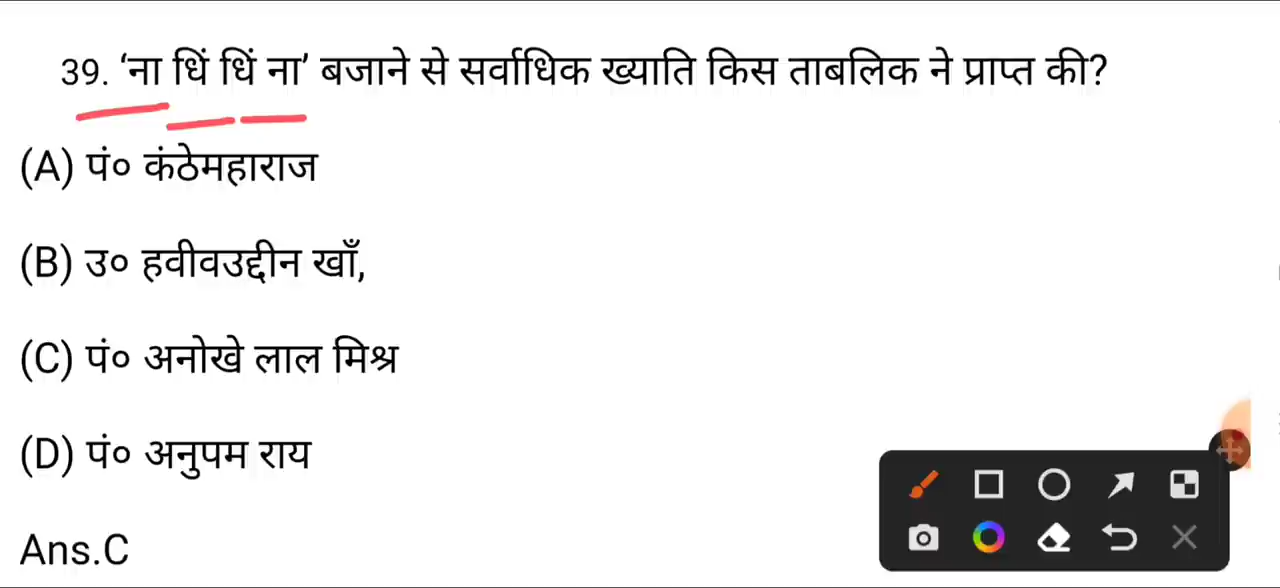 39. ‘ना धिं धिं ना’ बजाने से सर्वाधिक ख्याति किस ताबलिक ने प्राप्त की?
(A) पं० कंठेमहाराज
(B) उ० हवीवउद्दीन खाँ,
(C) पं० अनोखे लाल मिश्र
(D) पं० अनुपम राय
Ans.C